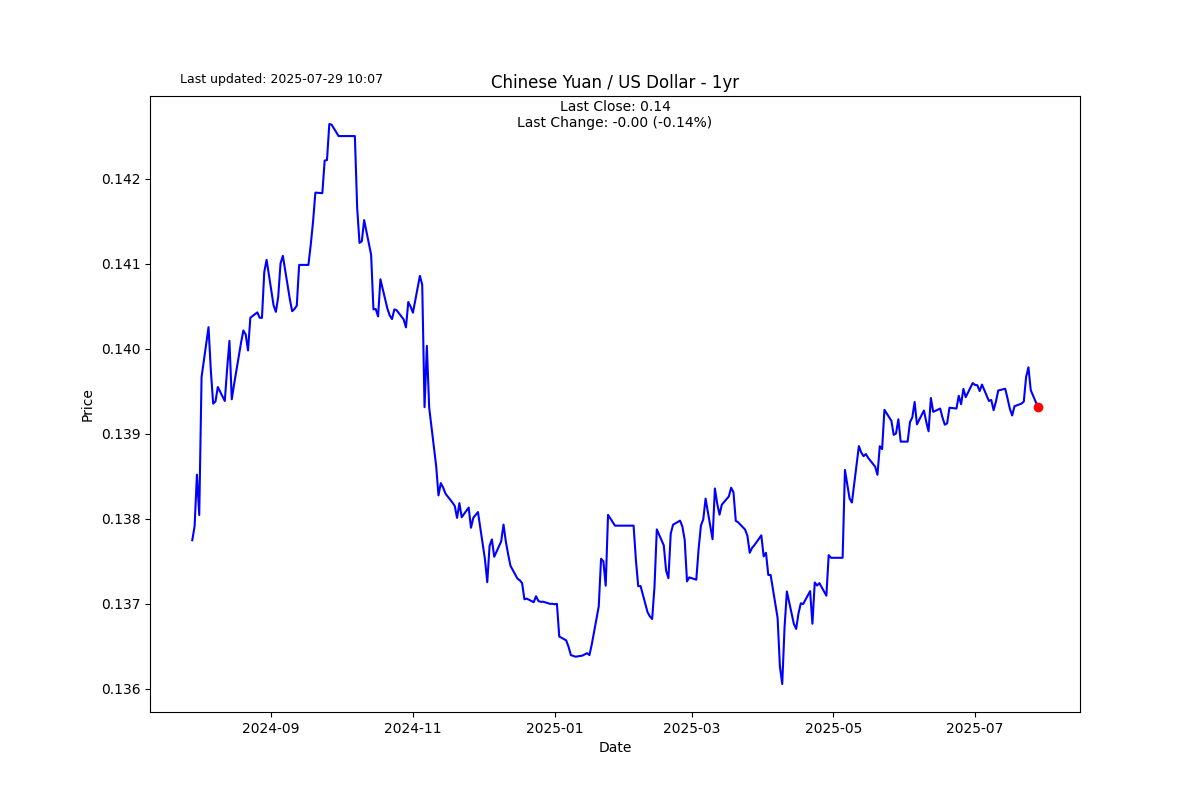 Last updated: 2025-07-29 10:07
Chinese Yuan / US Dollar - 1yr
Last Close: 0.14
Last Change: -0.00 (-0.14%)
Price
0.142
0.141
0.140
0.139
0.138
0.137
0.136
2024-09
2024-11
2025-01
2025-03
2025-05
2025-07
Date